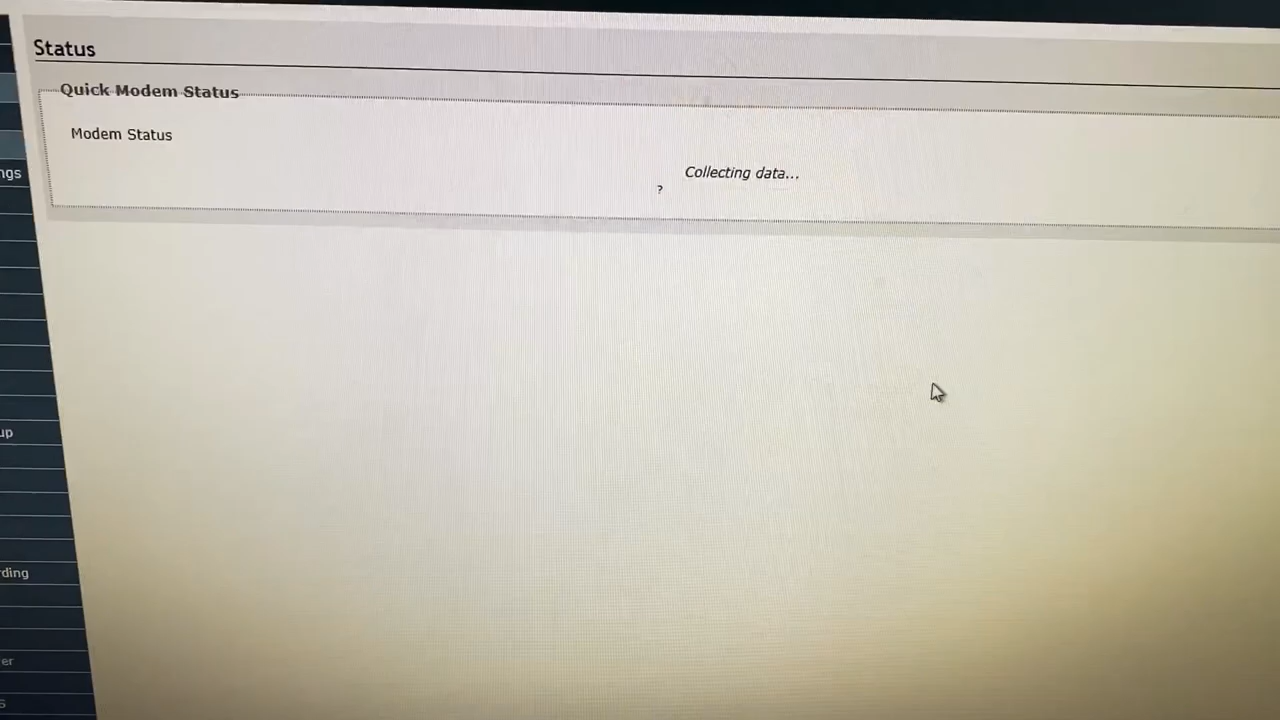 Status
Quick Modem Status
Modem Status
Collecting data...
?
ngs
up
rding
er